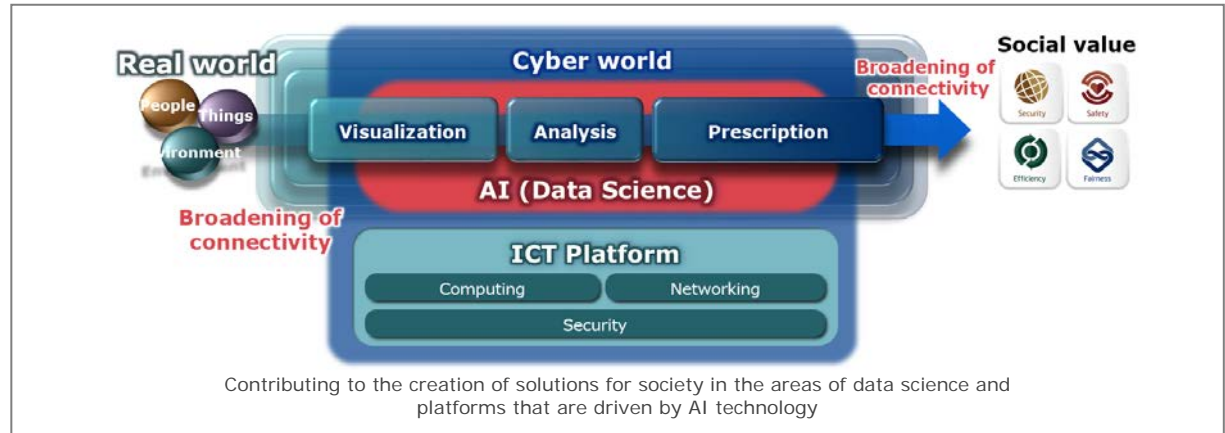 Real world
People
Things
vironment
Broadening of
connectivity
Cyber world
Visualization
Analysis
Prescription
AI (Data Science)
ICT Platform
Computing
Networking
Security
Broadening of
connectivity
Social value
Security
Safety
Efficiency
Fairness
Contributing to the creation of solutions for society in the areas of data science and
platforms that are driven by AI technology